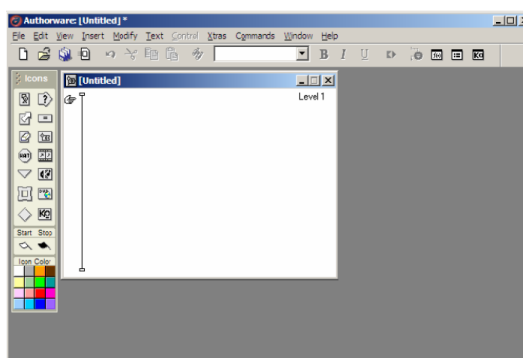 Authorware: [Untitled] *
File Edit View Insert Modify Text Control Xtras Commands Window Help
B I U
Icons
[Untitled]
Level 1
Start Stop
Icon Color